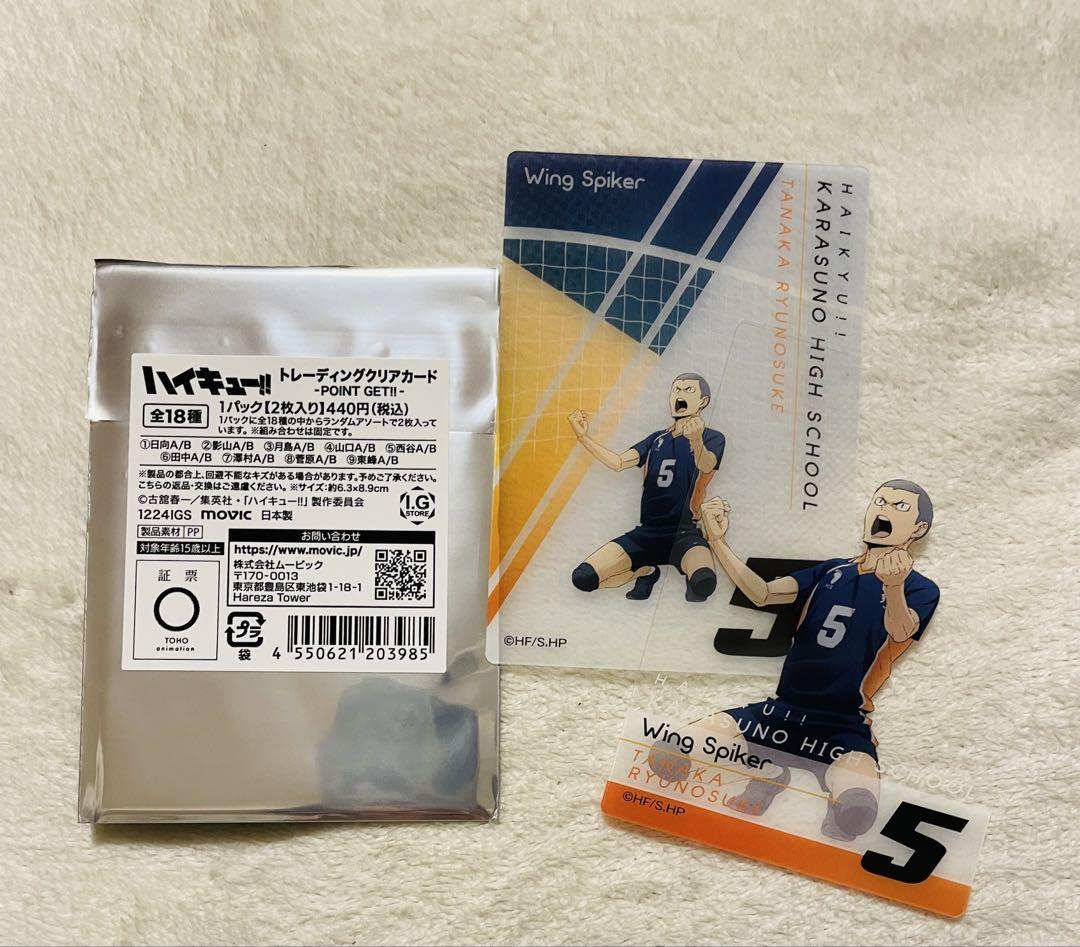 ハイキュー!! トレーディングクリアカード
-POINT GET!!-
全18種
1パック【2枚入り】440円(税込)
1パックに全18種の中からランダムアソートで2枚入って
います。※組み合わせは固定です。
①日向A/B ②影山A/B ③月島A/B ④山口A/B ⑤西谷A/B
⑥田中A/B ⑦澤村A/B ⑧菅原A/B ⑨東峰A/B
※製品の都合上、回避不能なキズがある場合があります。予めご了承ください。
こちらの返品・交換はご遠慮ください。 ※サイズ:約6.3×8.9cm
©古舘春一/集英社・「ハイキュー!!」製作委員会
1224IGS movic 日本製
I.G
STORE
製品素材 PP
対象年齢15歳以上
証票
TOHO
animation
お問い合わせ
https://www.movic.jp/
株式会社ムービック
〒170-0013
東京都豊島区東池袋1-18-1
Hareza Tower
プラ
袋
4 550621 203985
Wing Spiker
HAIKYU!!
KARASUNO HIGH SCHOOL
TANAKA RYUNOSUKE
5
5
©HF/S.HP
5
Wing Spiker
TANAKA
RYUNOSUKE
©HF/S.HP
5